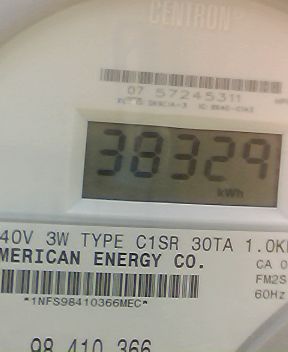 CENTRON
07 57245311
38329
kWh
40V 3W TYPE C1SR 30TA 1.0K
MERICAN ENERGY CO.
CA 0
FM2S
60Hz
*1NFS98410366MEC*
98 410 366